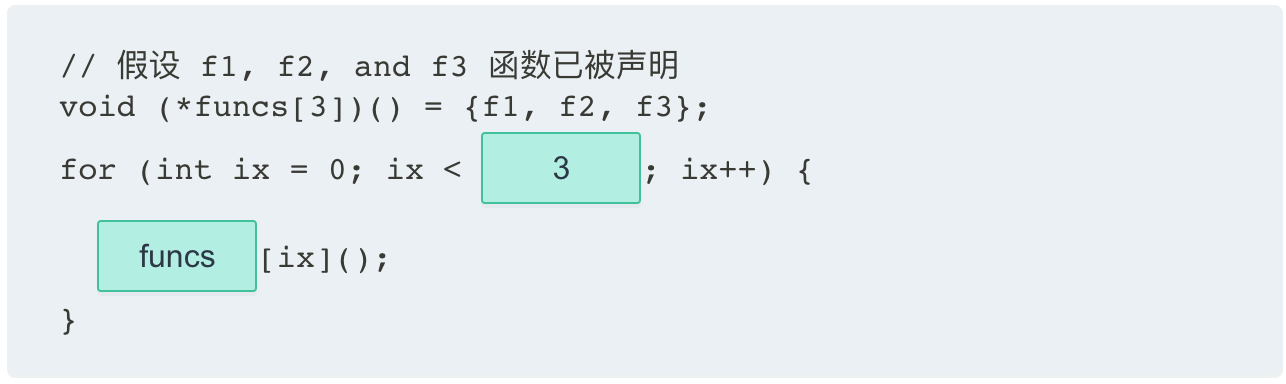 // 假设 f1, f2, and f3 函数已被声明
void (*funcs[3])() = {f1, f2, f3};
for (int ix = 0; ix < 3; ix++) {
funcs[ix]();
}